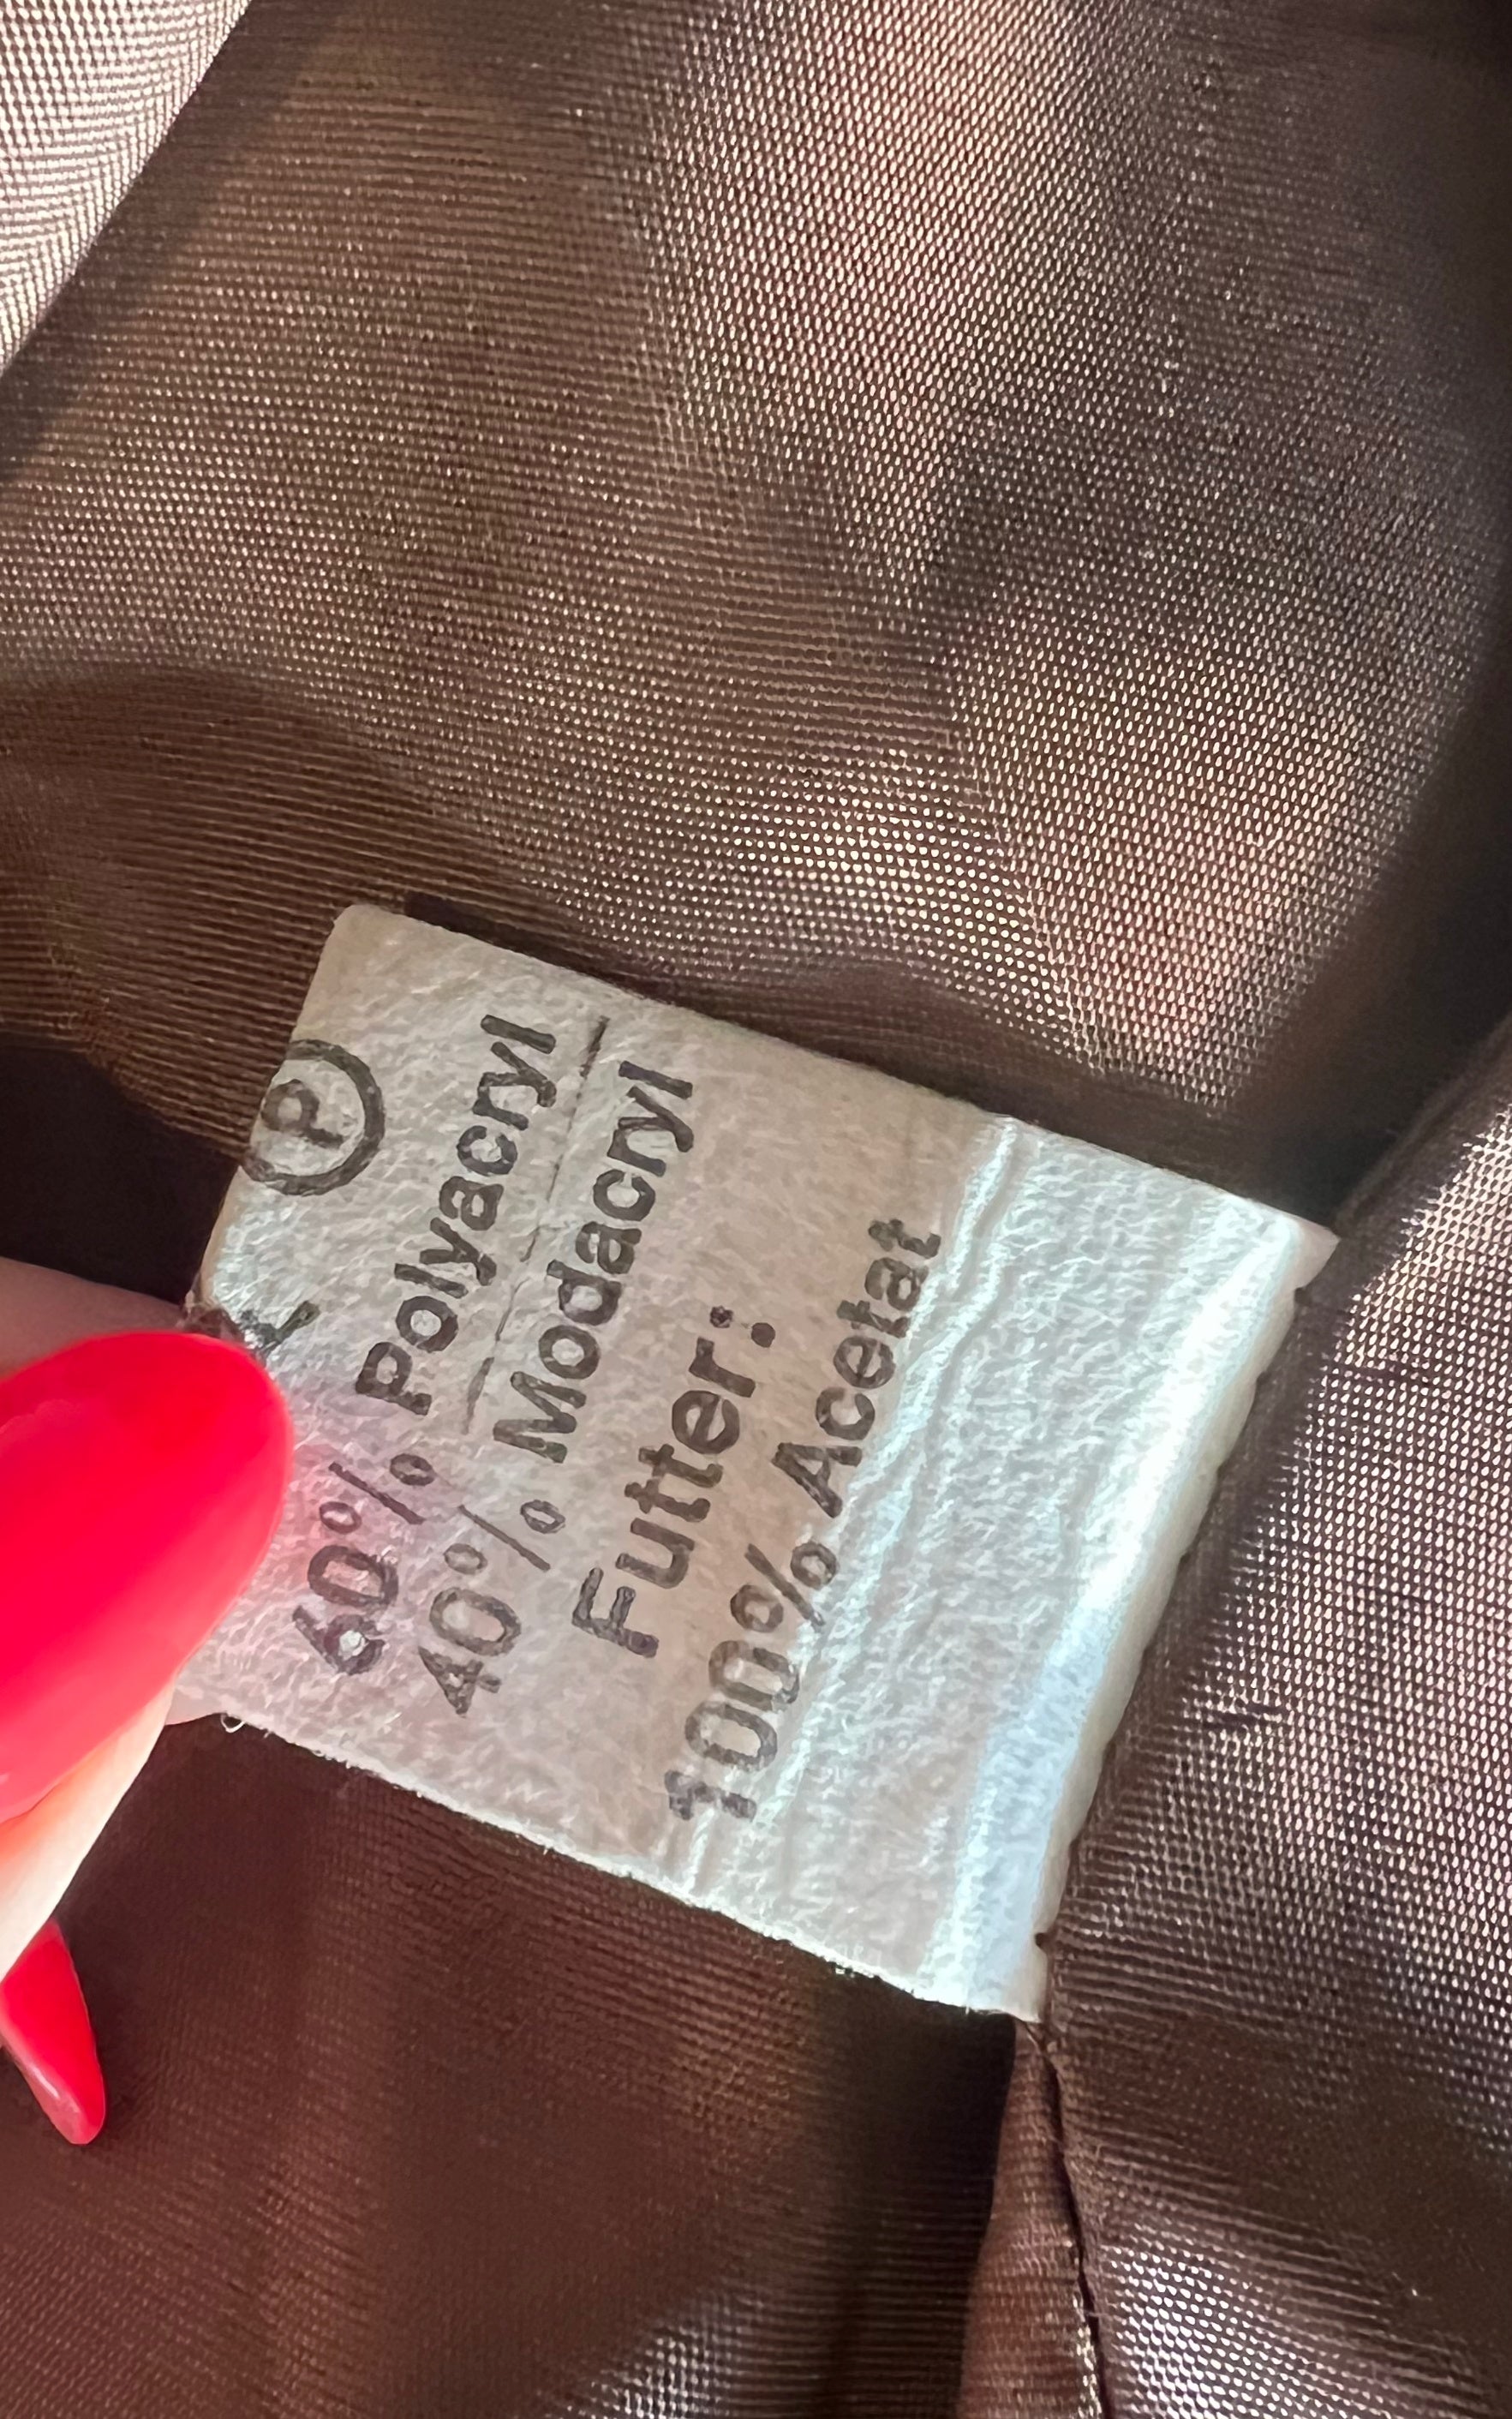 P
60% Polyacryl
40% Modacryl
Futter:
100% Acetat